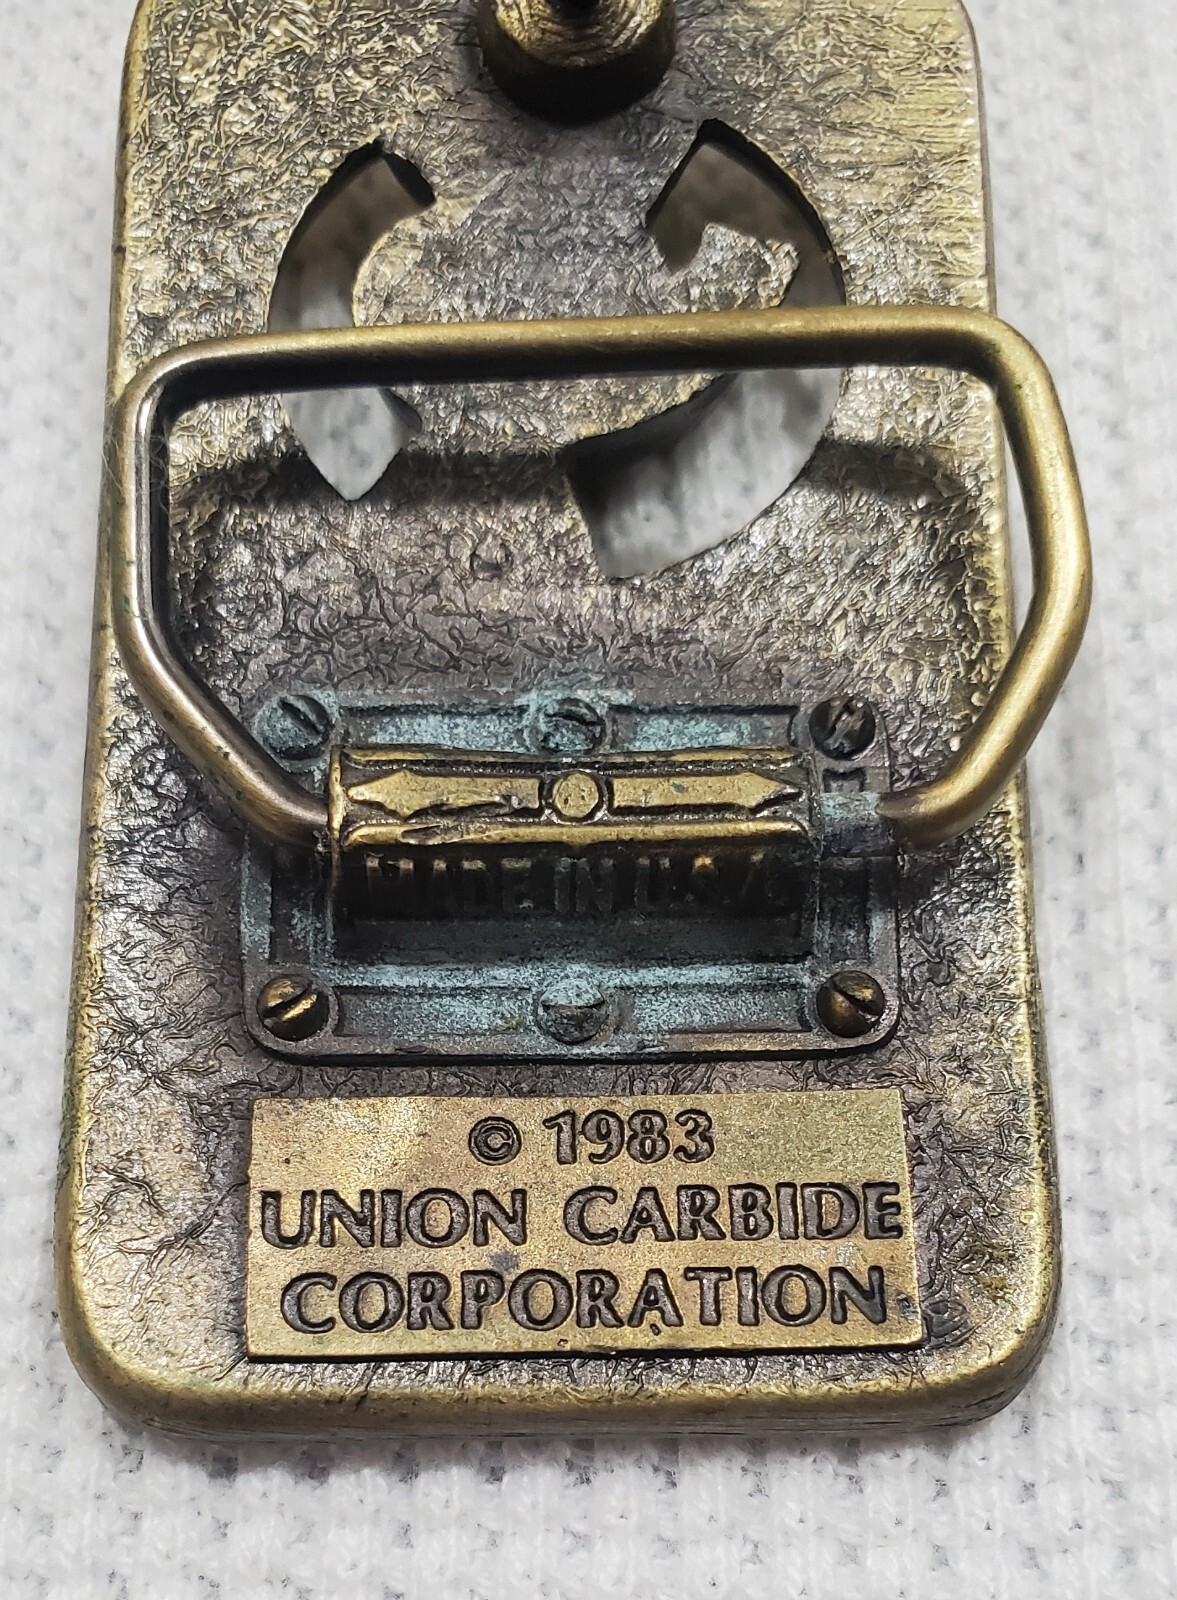 MADE IN U.S.A.
© 1983
UNION CARBIDE
CORPORATION